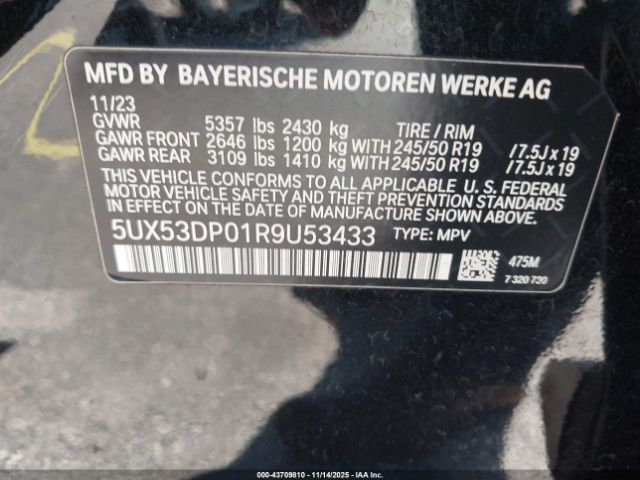 MFD BY BAYERISCHE MOTOREN WERKE AG
11/23
GVWR 5357 lbs 2430 kg TIRE / RIM
GAWR FRONT 2646 lbs 1200 kg WITH 245/50 R19 /7.5J x 19
GAWR REAR 3109 lbs 1410 kg WITH 245/50 R19 /7.5J x 19
THIS VEHICLE CONFORMS TO ALL APPLICABLE U. S. FEDERAL
MOTOR VEHICLE SAFETY AND THEFT PREVENTION STANDARDS
IN EFFECT ON THE DATE OF MANUFACTURE SHOWN ABOVE.
5UX53DP01R9U53433 TYPE: MPV
475M
7 320 730
000-43709810 - 11/14/2025 - IAAI.COM